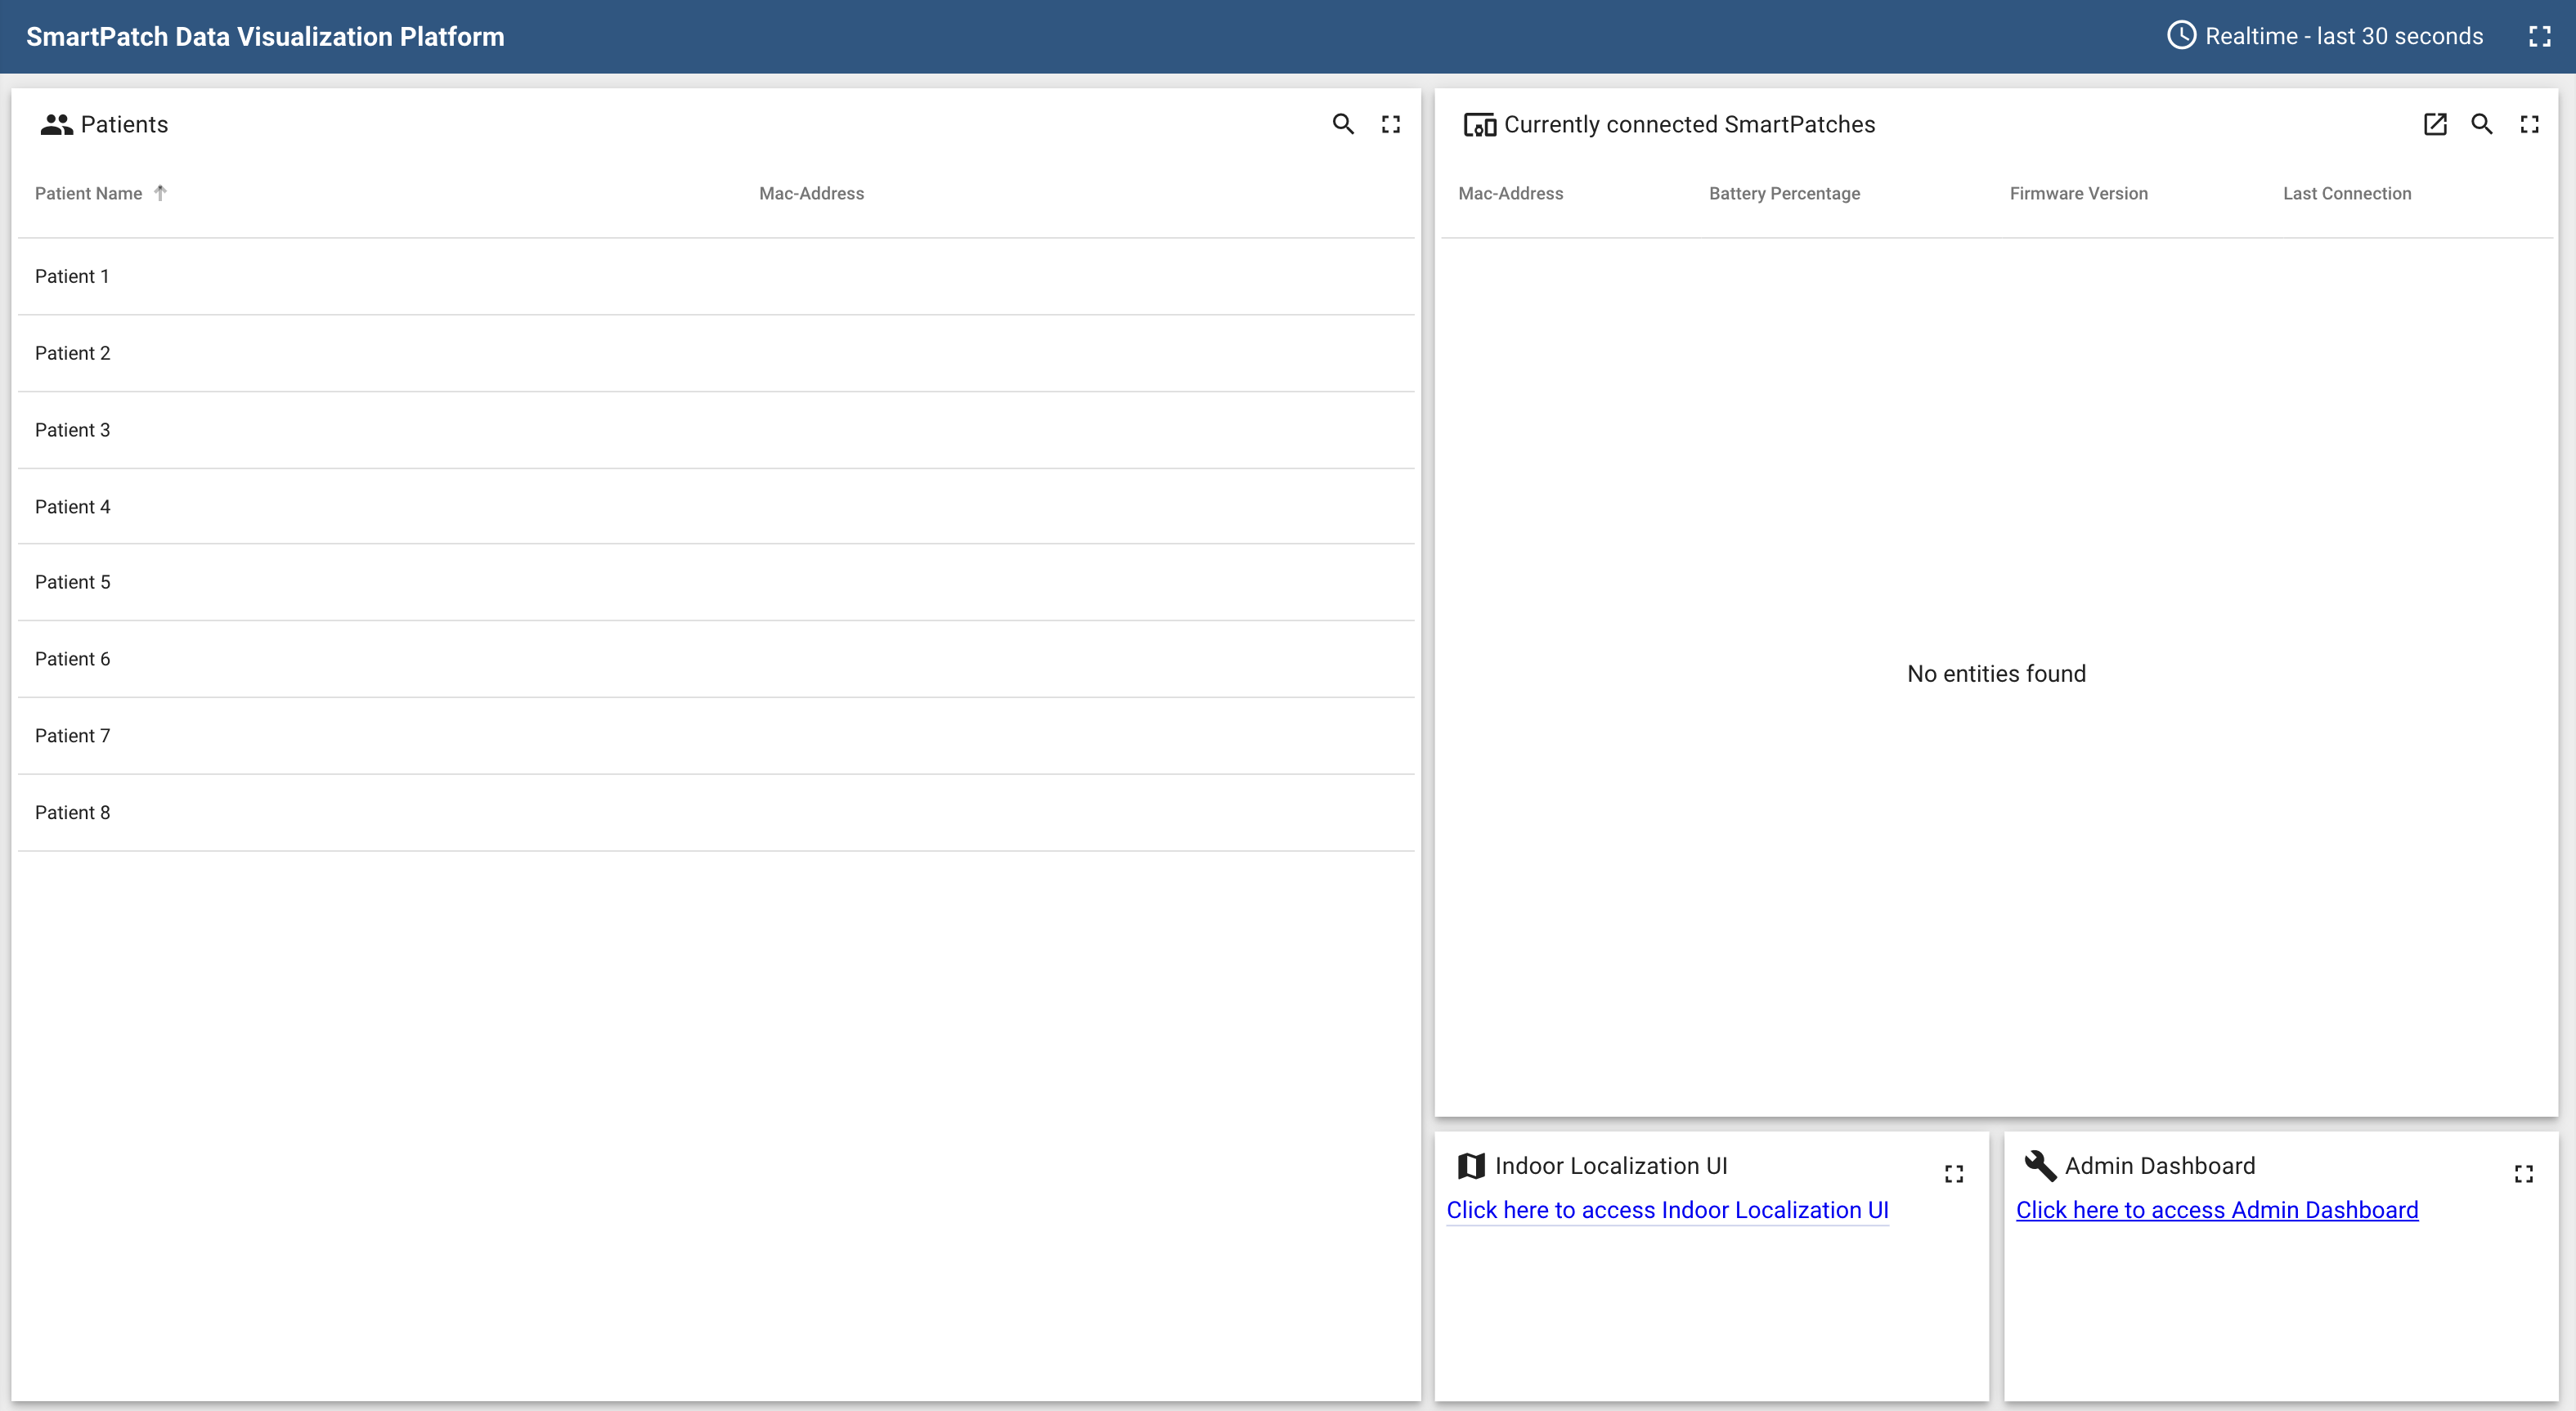 SmartPatch Data Visualization Platform
Realtime - last 30 seconds
Patients
Patient Name
Mac-Address
Patient 1
Patient 2
Patient 3
Patient 4
Patient 5
Patient 6
Patient 7
Patient 8
Currently connected SmartPatches
Mac-Address
Battery Percentage
Firmware Version
Last Connection
No entities found
Indoor Localization UI
Click here to access Indoor Localization UI
Admin Dashboard
Click here to access Admin Dashboard